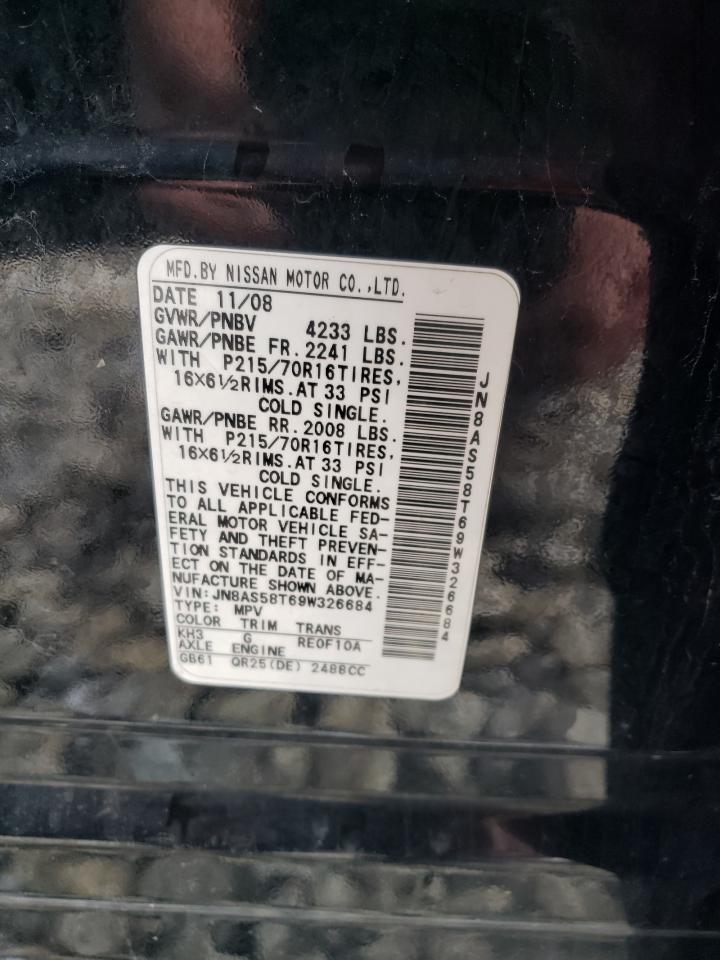 MFD.BY NISSAN MOTOR CO.,LTD.
DATE 11/08
GVWR/PNBV 4233 LBS.
GAWR/PNBE FR.2241 LBS.
WITH P215/70R16TIRES,
16X6½RIMS.AT 33 PSI
COLD SINGLE.
GAWR/PNBE RR.2008 LBS.
WITH P215/70R16TIRES,
16X6½RIMS.AT 33 PSI
COLD SINGLE.
THIS VEHICLE CONFORMS
TO ALL APPLICABLE FED-
ERAL MOTOR VEHICLE SA-
FETY AND THEFT PREVEN-
TION STANDARDS IN EFF-
ECT ON THE DATE OF MA-
NUFACTURE SHOWN ABOVE.
VIN:JN8AS58T69W326684
TYPE: MPV
COLOR TRIM TRANS
KH3 G RE0F10A
AXLE ENGINE
GB61 QR25(DE) 2488CC
JN8AS58T69W326684